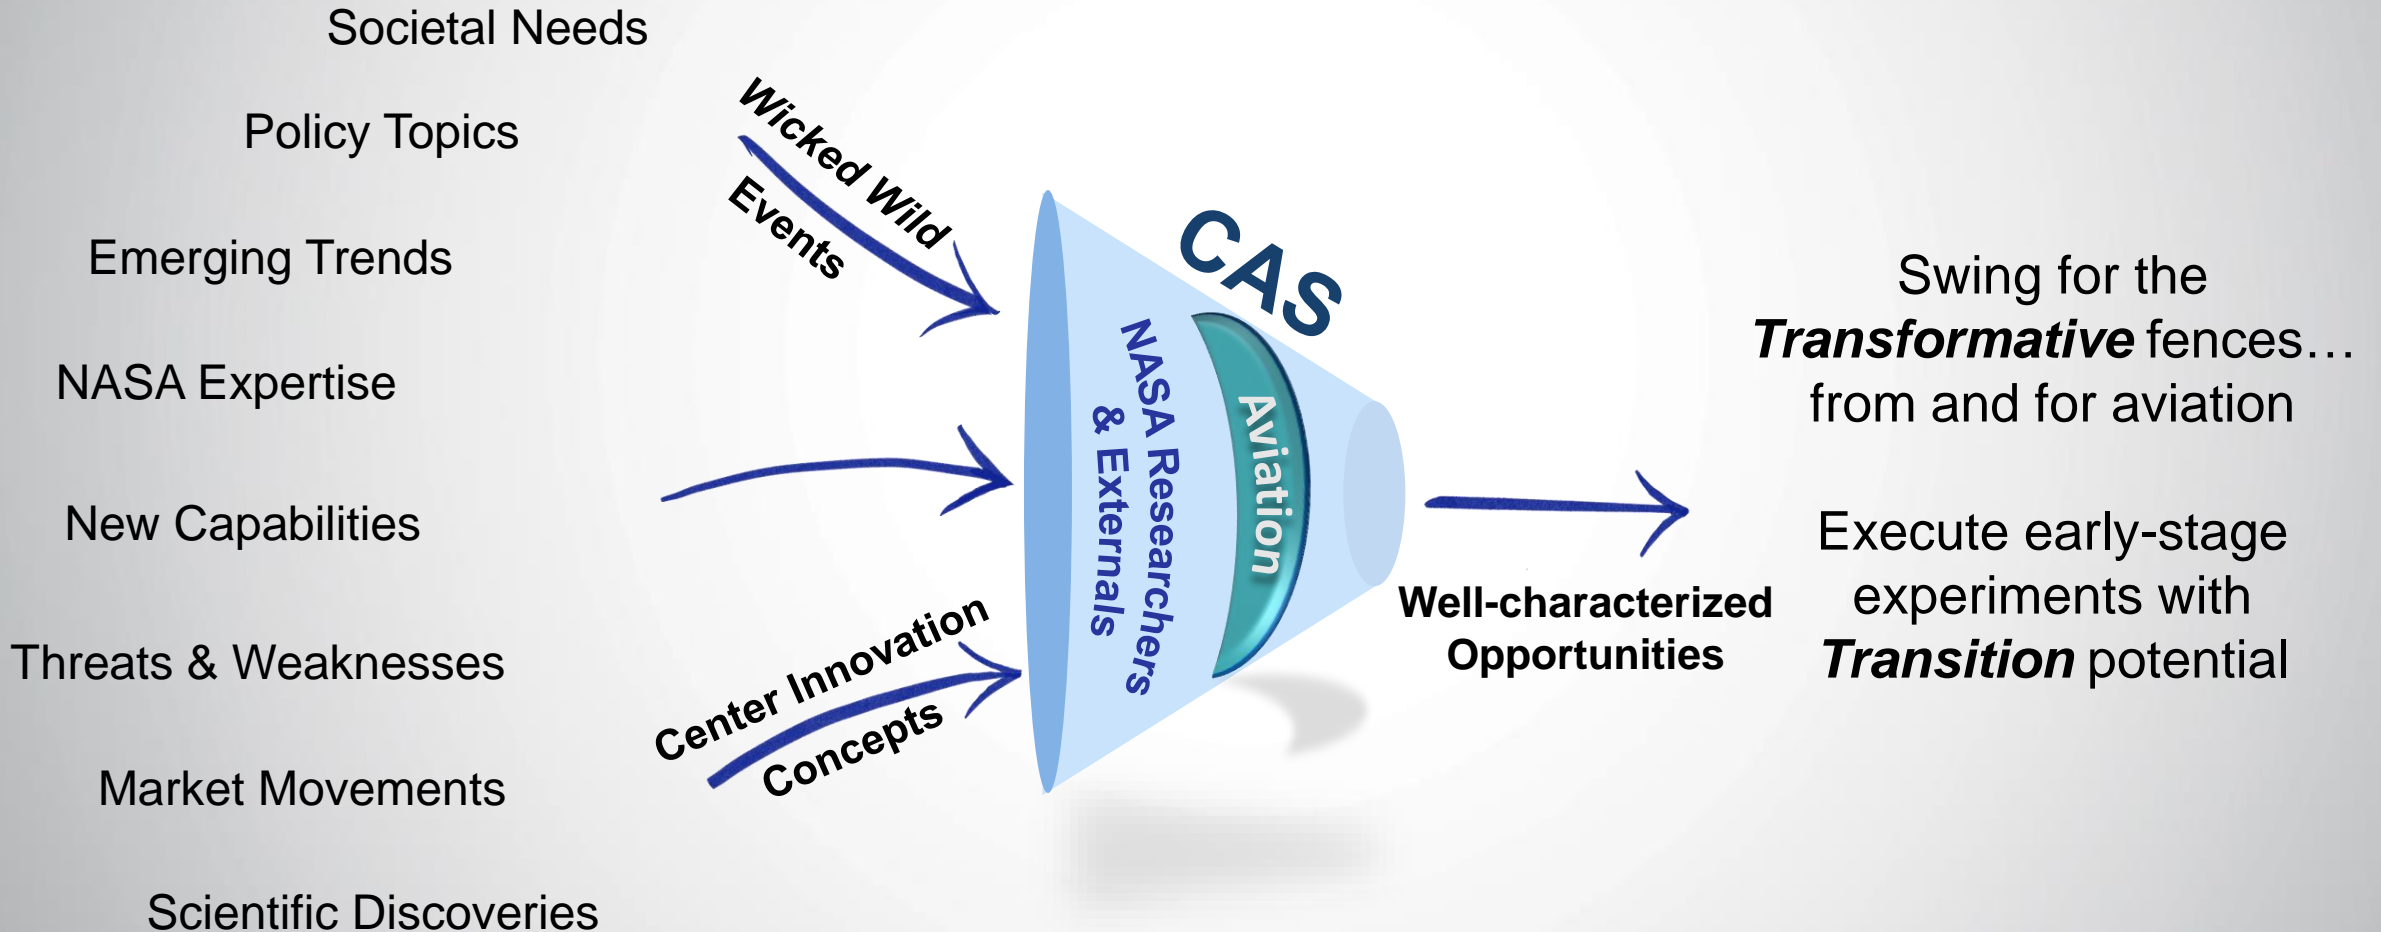 Societal Needs
Policy Topics
Emerging Trends
NASA Expertise
New Capabilities
Threats & Weaknesses
Market Movements
Scientific Discoveries
Wicked Wild
Events
Center Innovation
Concepts
CAS
NASA Researchers
& Externals
Aviation
Well-characterized
Opportunities
Swing for the
Transformative fences…
from and for aviation
Execute early-stage
experiments with
Transition potential